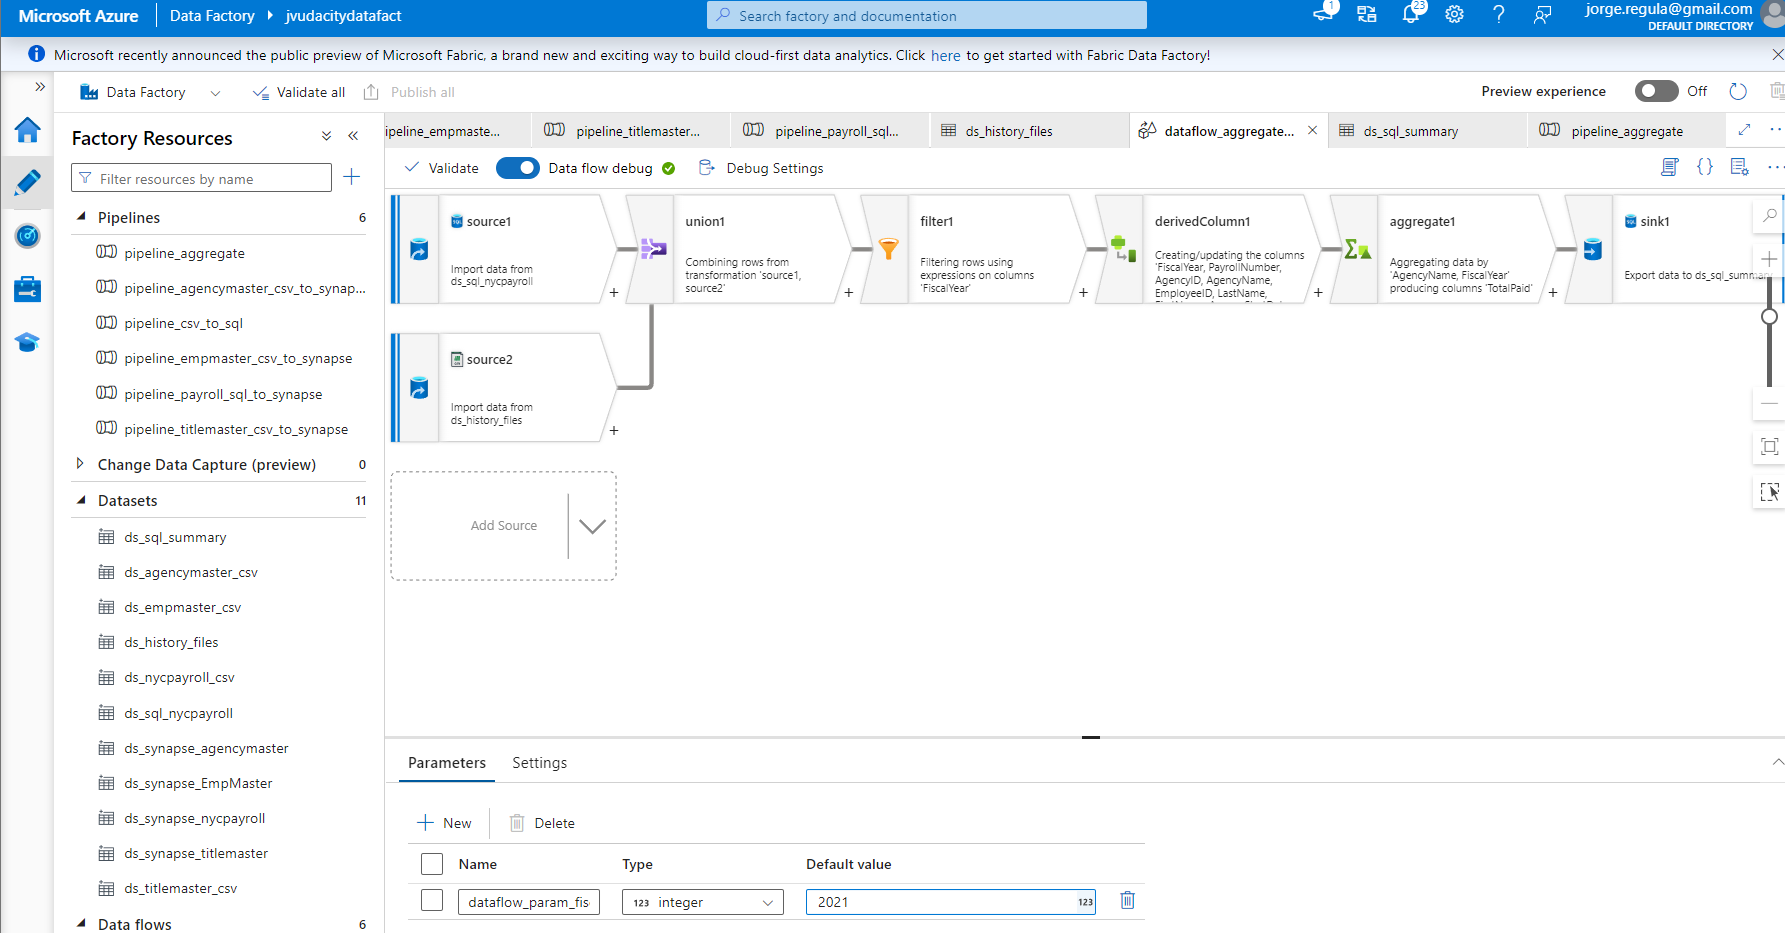 Microsoft Azure
Data Factory
jvudacitydatafact
Search factory and documentation
1
23
jorge.regula@gmail.com
DEFAULT DIRECTORY
Microsoft recently announced the public preview of Microsoft Fabric, a brand new and exciting way to build cloud-first data analytics. Click here to get started with Fabric Data Factory!
Data Factory
Validate all
Publish all
Preview experience
Off
Factory Resources
Filter resources by name
Pipelines
6
pipeline_aggregate
pipeline_agencymaster_csv_to_synap...
pipeline_csv_to_sql
pipeline_empmaster_csv_to_synapse
pipeline_payroll_sql_to_synapse
pipeline_titlemaster_csv_to_synapse
Change Data Capture (preview)
0
Datasets
11
ds_sql_summary
ds_agencymaster_csv
ds_empmaster_csv
ds_history_files
ds_nycpayroll_csv
ds_sql_nycpayroll
ds_synapse_agencymaster
ds_synapse_EmpMaster
ds_synapse_nycpayroll
ds_synapse_titlemaster
ds_titlemaster_csv
Data flows
6
ipeline_empmaste...
pipeline_titlemaster...
pipeline_payroll_sql...
ds_history_files
dataflow_aggregate...
ds_sql_summary
pipeline_aggregate
Validate
Data flow debug
Debug Settings
source1
Import data from
ds_sql_nycpayroll
union1
Combining rows from
transformation 'source1,
source2'
filter1
Filtering rows using
expressions on columns
'FiscalYear'
derivedColumn1
Creating/updating the columns
'FiscalYear, PayrollNumber,
AgencyID, AgencyName,
EmployeeID, LastName,
aggregate1
Aggregating data by
'AgencyName, FiscalYear'
producing columns 'TotalPaid'
sink1
Export data to ds_sql_summary
source2
Import data from
ds_history_files
Add Source
Parameters
Settings
New
Delete
Name
Type
Default value
dataflow_param_fis
123 integer
2021
123